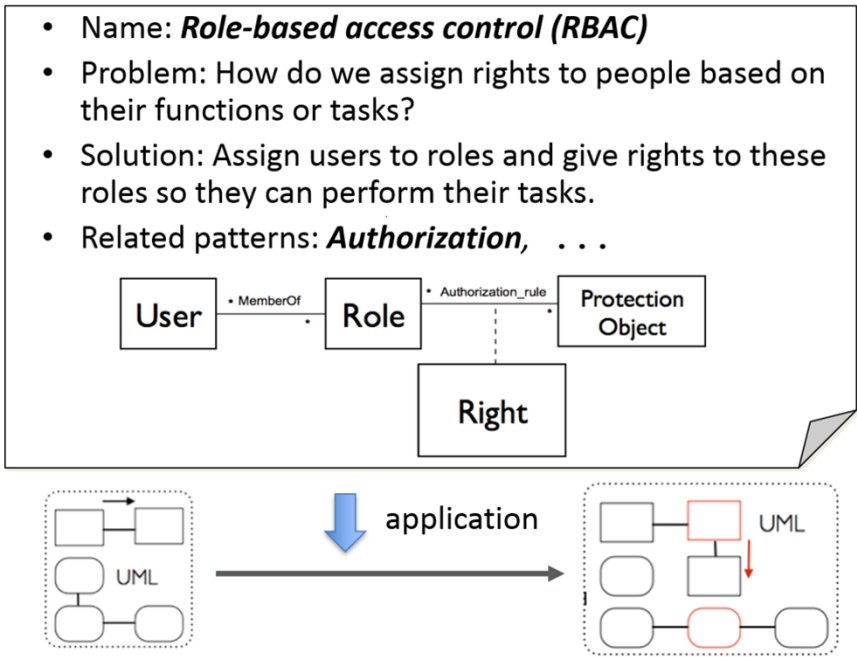 • Name: Role-based access control (RBAC)
• Problem: How do we assign rights to people based on
their functions or tasks?
• Solution: Assign users to roles and give rights to these
roles so they can perform their tasks.
• Related patterns: Authorization, . . .
User
* MemberOf
*
Role
* Authorization_rule
*
Protection
Object
Right
application
UML
UML